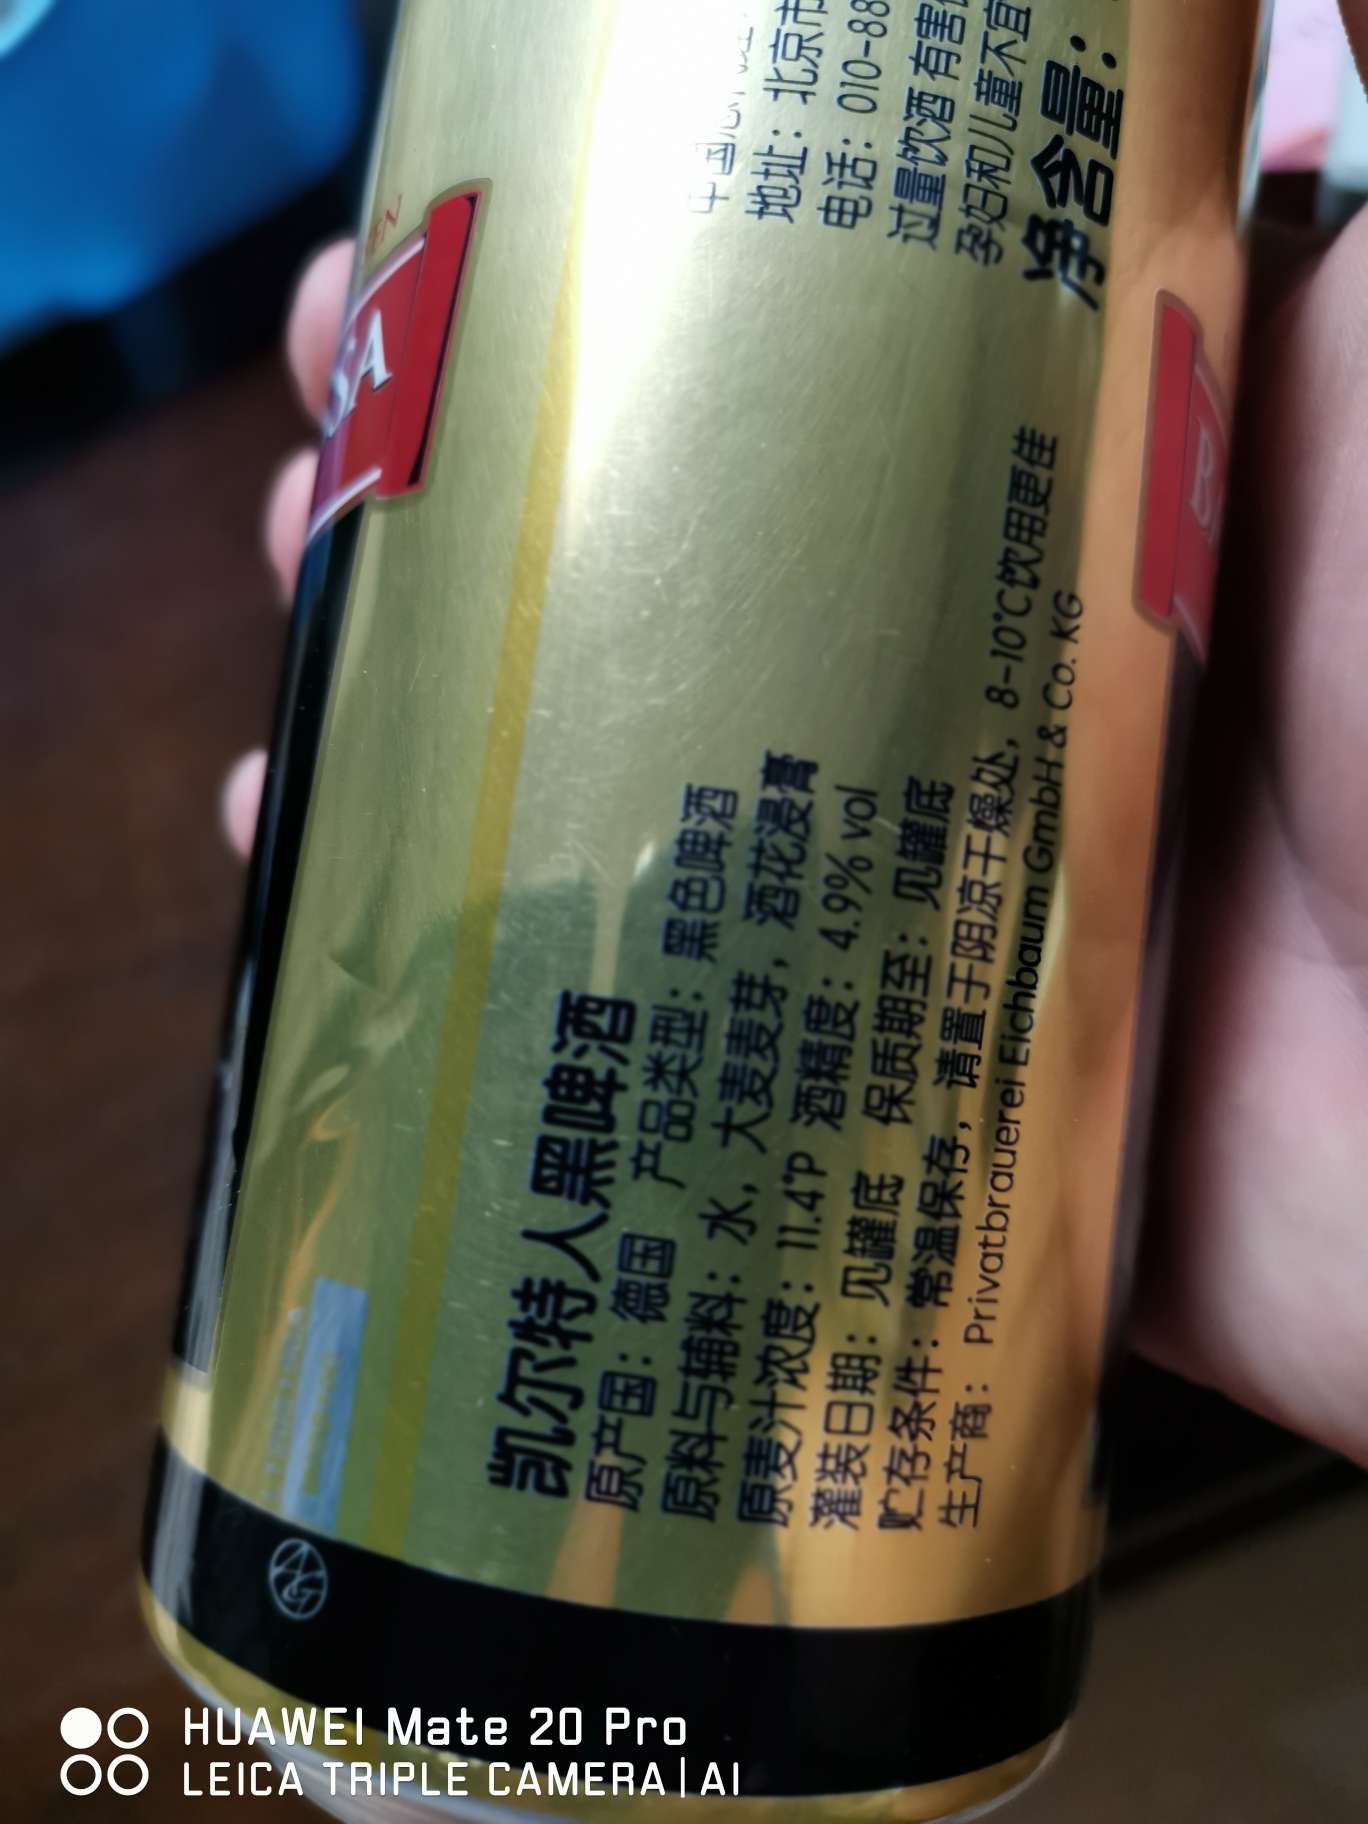 凯尔特人黑啤酒
原产国：德国 产品类型：黑色啤酒
原料与辅料：水，大麦麦芽，酒花浸膏
原麦汁浓度：11.4°P 酒精度：4.9% vol
灌装日期：见罐底 保质期至：见罐底
贮存条件：常温保存，请置于阴凉干燥处，8-10℃饮用更佳
生产商：Privatbrauerei Eichbaum GmbH & Co. KG
中国总
地址：北京市
电话：010-88
过量饮酒 有害
孕妇和儿童不宜
净含量：
SA
B
AG
HUAWEI Mate 20 Pro
LEICA TRIPLE CAMERA | AI